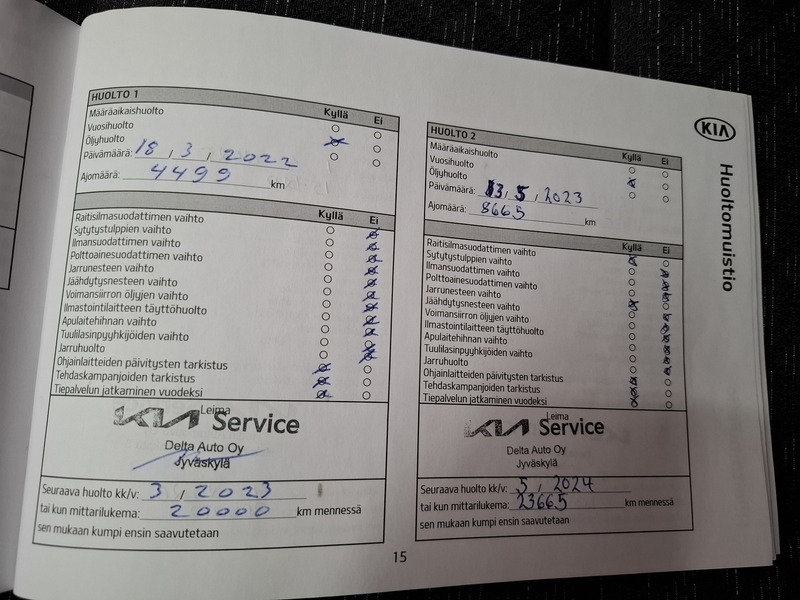 HUOLTO 1
Kyllä Ei
Määräaikaishuolto
Vuosihuolto
Öljyhuolto
Päivämäärä: 18, 3, 2022
Ajomäärä: 4499 km
Kyllä Ei
Raitisilmasuodattimen vaihto
Sytytystulppien vaihto
Ilmansuodattimen vaihto
Polttoainesuodattimen vaihto
Jarrunesteen vaihto
Jäähdytysnesteen vaihto
Voimansiirron öljyjen vaihto
Ilmastointilaitteen täyttöhuolto
Apulaitehihnan vaihto
Tuulilasinpyyhkijöiden vaihto
Jarruhuolto
Ohjainlaitteiden päivitysten tarkistus
Tehdaskampanjoiden tarkistus
Tiepalvelun jatkaminen vuodeksi
Leima
KIA Service
Delta Auto Oy
Jyväskylä
Seuraava huolto kk/v: 3, 2023
tai kun mittarilukema: 20000 km mennessä
sen mukaan kumpi ensin saavutetaan
HUOLTO 2
Kyllä Ei
Määräaikaishuolto
Vuosihuolto
Öljyhuolto
Päivämäärä: 13, 5, 2023
Ajomäärä: 8665 km
Kyllä Ei
Raitisilmasuodattimen vaihto
Sytytystulppien vaihto
Ilmansuodattimen vaihto
Polttoainesuodattimen vaihto
Jarrunesteen vaihto
Jäähdytysnesteen vaihto
Voimansiirron öljyjen vaihto
Ilmastointilaitteen täyttöhuolto
Apulaitehihnan vaihto
Tuulilasinpyyhkijöiden vaihto
Jarruhuolto
Ohjainlaitteiden päivitysten tarkistus
Tehdaskampanjoiden tarkistus
Tiepalvelun jatkaminen vuodeksi
Leima
KIA Service
Delta Auto Oy
Jyväskylä
Seuraava huolto kk/v: 5, 2024
tai kun mittarilukema: 23665 km mennessä
sen mukaan kumpi ensin saavutetaan
KIA
Huoltomuistio
15